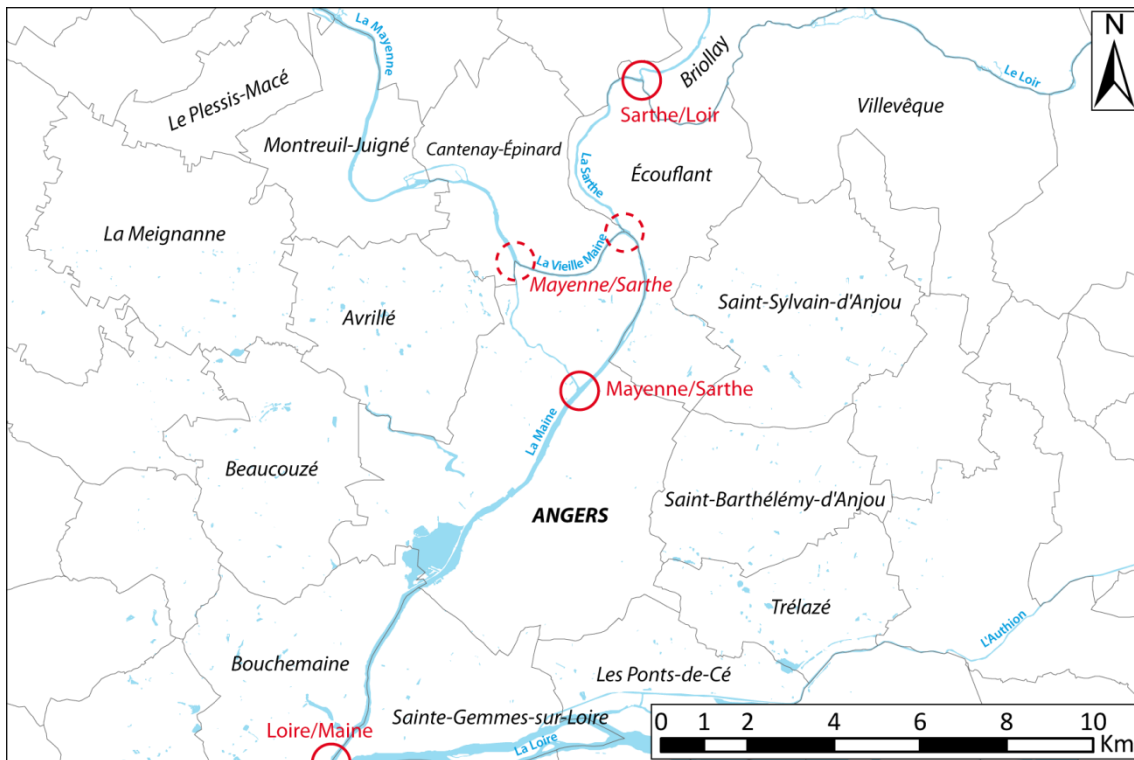 La Mayenne
N
Briollay
Le Loir
Le Plessis-Macé
Sarthe/Loir
Villevêque
Montreuil-Juigné
Cantenay-Épinard
La Sarthe
Écouflant
La Meignanne
La Vieille Maine
Mayenne/Sarthe
Saint-Sylvain-d'Anjou
Avrillé
Mayenne/Sarthe
La Maine
Beaucouzé
Saint-Barthélémy-d'Anjou
ANGERS
Trélazé
L'Authion
Bouchemaine
Les Ponts-de-Cé
Sainte-Gemmes-sur-Loire
Loire/Maine
La Loire
0 1 2 4 6 8 10
Km